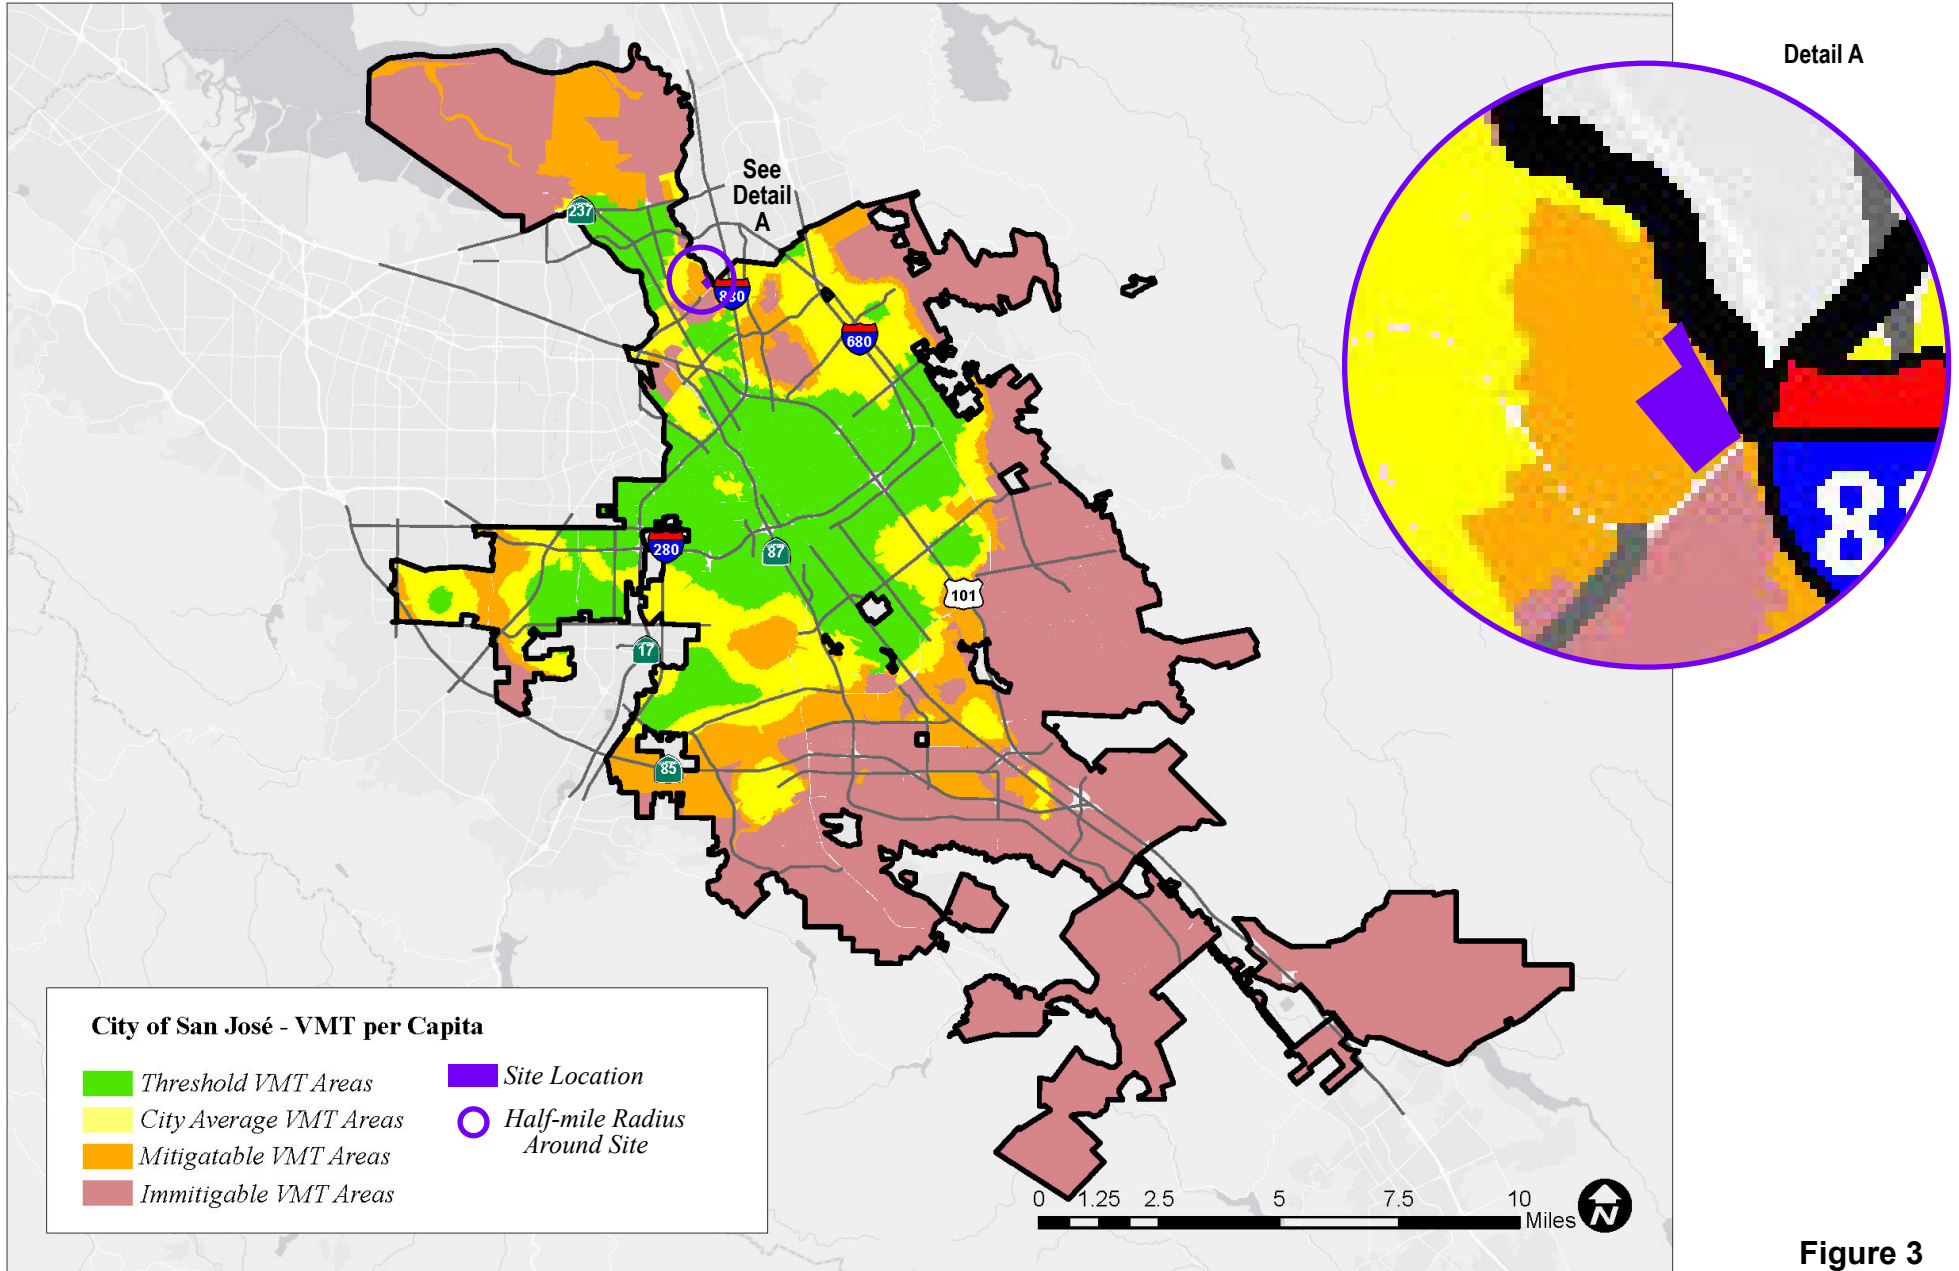 Detail A
See
Detail
A
237
880
680
280
87
101
17
85
8
City of San José - VMT per Capita
Threshold VMT Areas
City Average VMT Areas
Mitigatable VMT Areas
Immitigable VMT Areas
Site Location
Half-mile Radius
Around Site
0 1.25 2.5 5 7.5 10
Miles
N
Figure 3